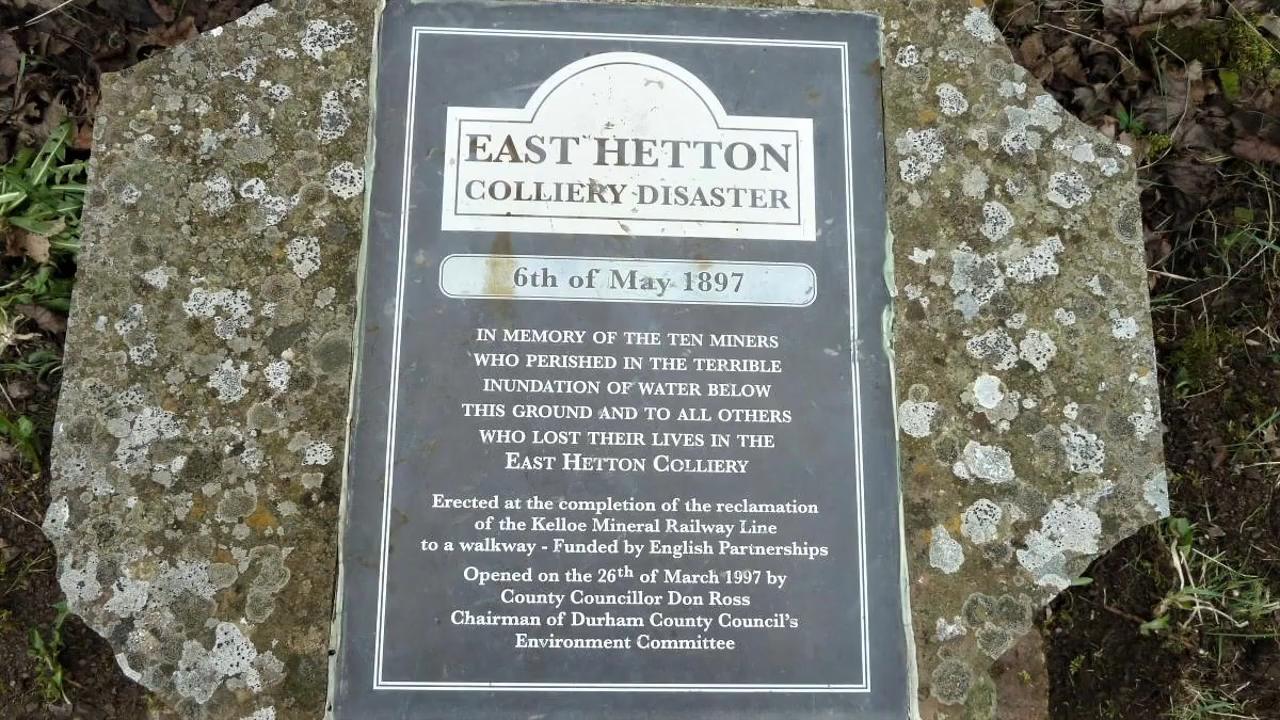 EAST HETTON
COLLIERY DISASTER
6th of May 1897
IN MEMORY OF THE TEN MINERS
WHO PERISHED IN THE TERRIBLE
INUNDATION OF WATER BELOW
THIS GROUND AND TO ALL OTHERS
WHO LOST THEIR LIVES IN THE
EAST HETTON COLLIERY
Erected at the completion of the reclamation
of the Kelloe Mineral Railway Line
to a walkway - Funded by English Partnerships
Opened on the 26th of March 1997 by
County Councillor Don Ross
Chairman of Durham County Council's
Environment Committee